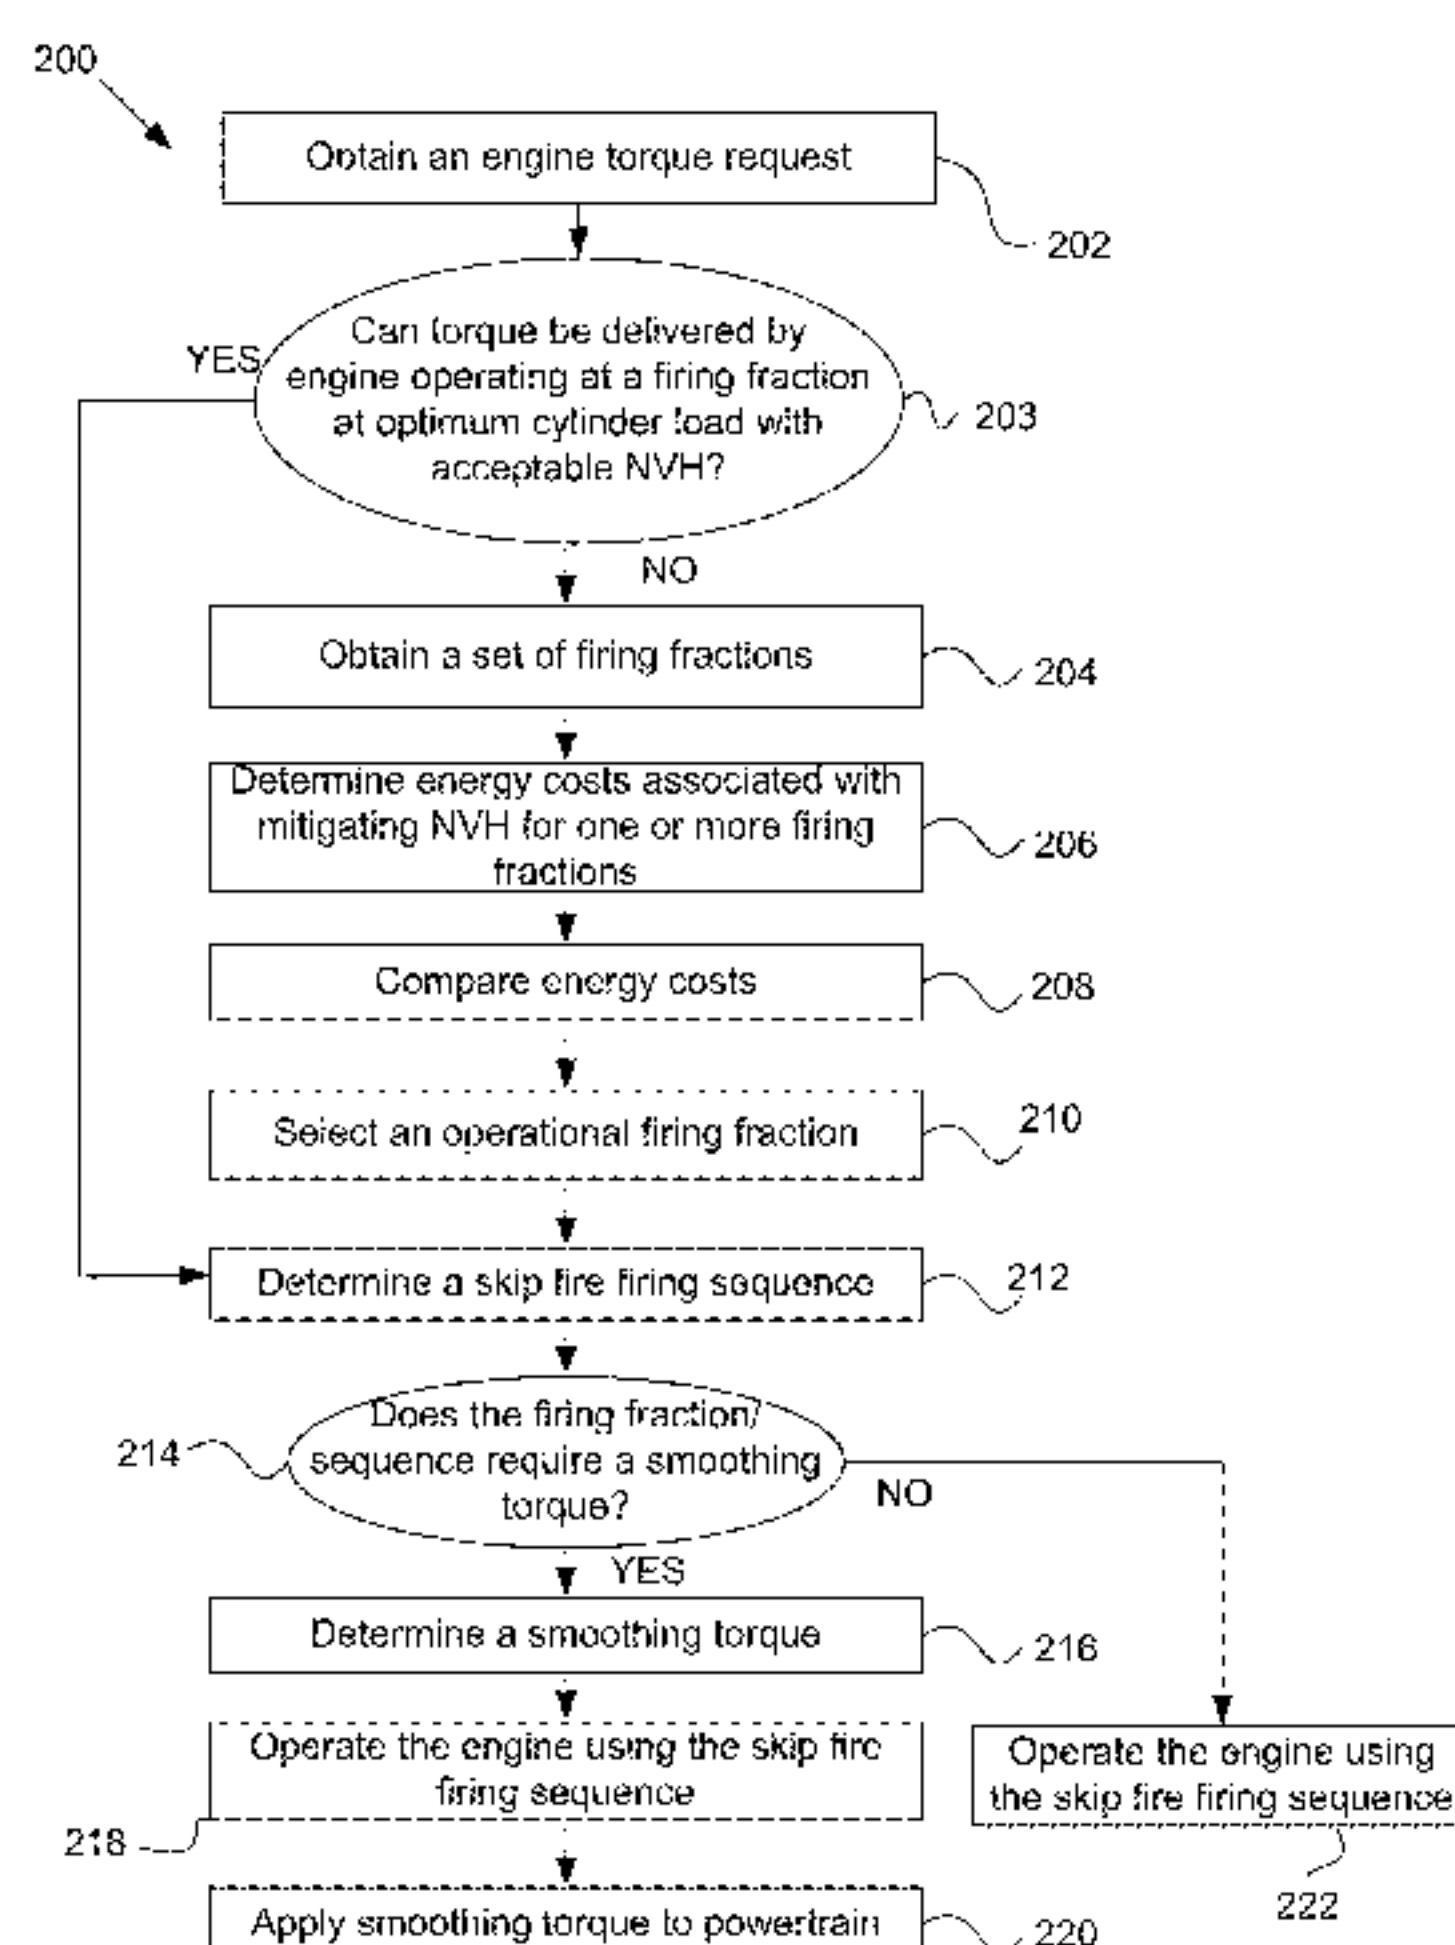 200
Obtain an engine torque request
202
Can torque be delivered by
YES
engine operating at a firing fraction
at optimum cylinder load with
203
acceptable NVH?
NO
Obtain a set of firing fractions
204
Determine energy costs associated with
mitigating NVH for one or more firing
206
fractions
Compare energy costs
208
Select an operational firing fraction
210
Determine a skip fire firing sequence
212
Does the firing fraction/
214
sequence require a smoothing
torque?
NO
YES
Determine a smoothing torque
216
Operate the engine using the skip fire
firing sequence
218
Operate the engine using
the skip fire firing sequence
222
Apply smoothing torque to powertrain
220